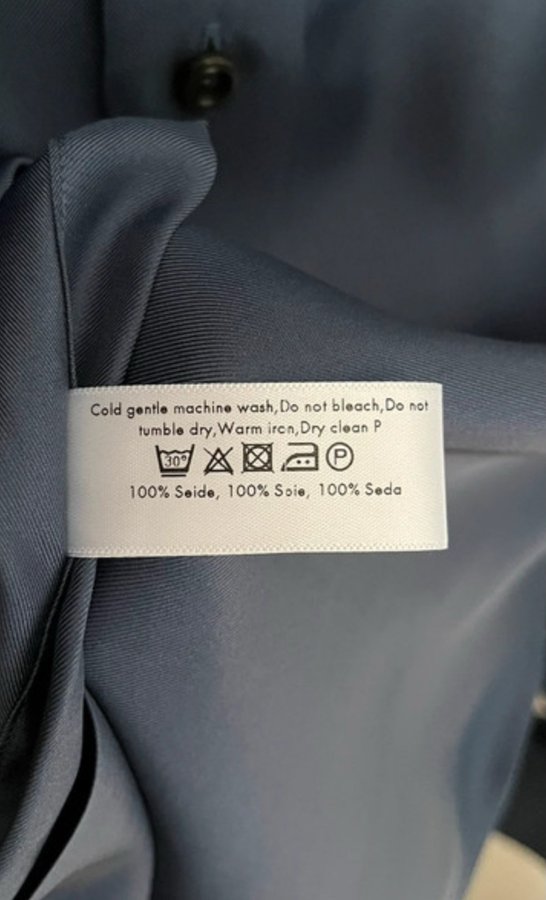 Cold gentle machine wash,Do not bleach,Do not
tumble dry,Warm iron,Dry clean P
30° P
100% Seide, 100% Soie, 100% Seda